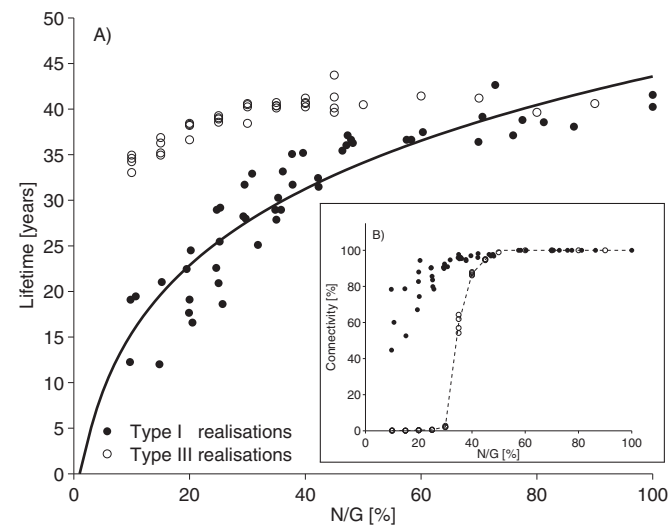 A)
50
45
40
35
30
25
20
15
10
5
0
Lifetime [years]
Type I realisations
Type III realisations
0 20 40 60 80 100
N/G [%]
B)
100
80
60
40
20
0
Connectivity [%]
0 20 40 60 80 100
N/G [%]